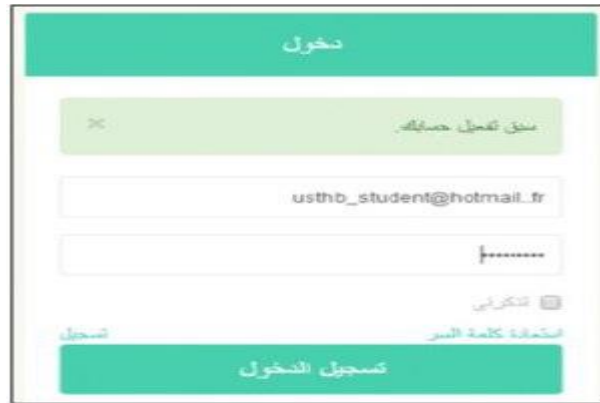 دخول
سبق تفعيل حسابك.
×
usthb_student@hotmail.fr
•••••••••
تذكرني
استعادة كلمة السر
تسجيل
تسجيل الدخول